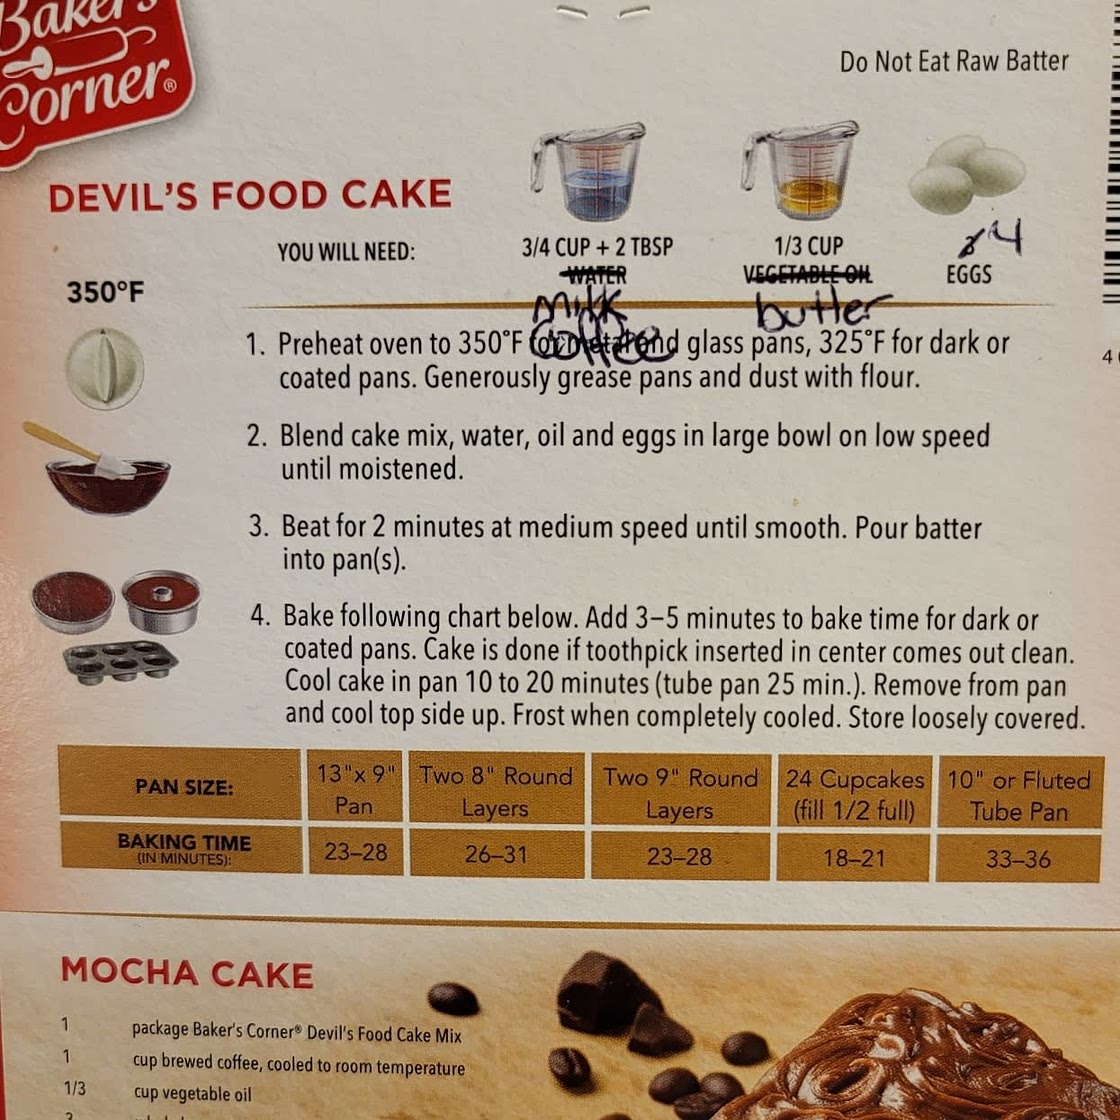 Baker's
Corner®
Do Not Eat Raw Batter
DEVIL'S FOOD CAKE
YOU WILL NEED:
3/4 CUP + 2 TBSP
WATER
milk
coffee
1/3 CUP
VEGETABLE OIL
butter
4
EGGS
350°F
1. Preheat oven to 350°F for metal and glass pans, 325°F for dark or
coated pans. Generously grease pans and dust with flour.
2. Blend cake mix, water, oil and eggs in large bowl on low speed
until moistened.
3. Beat for 2 minutes at medium speed until smooth. Pour batter
into pan(s).
4. Bake following chart below. Add 3–5 minutes to bake time for dark or
coated pans. Cake is done if toothpick inserted in center comes out clean.
Cool cake in pan 10 to 20 minutes (tube pan 25 min.). Remove from pan
and cool top side up. Frost when completely cooled. Store loosely covered.
PAN SIZE: 13"x 9" Pan Two 8" Round Layers Two 9" Round Layers 24 Cupcakes (fill 1/2 full) 10" or Fluted Tube Pan
BAKING TIME (IN MINUTES): 23–28 26–31 23–28 18–21 33–36
MOCHA CAKE
1 package Baker's Corner® Devil's Food Cake Mix
1 cup brewed coffee, cooled to room temperature
1/3 cup vegetable oil